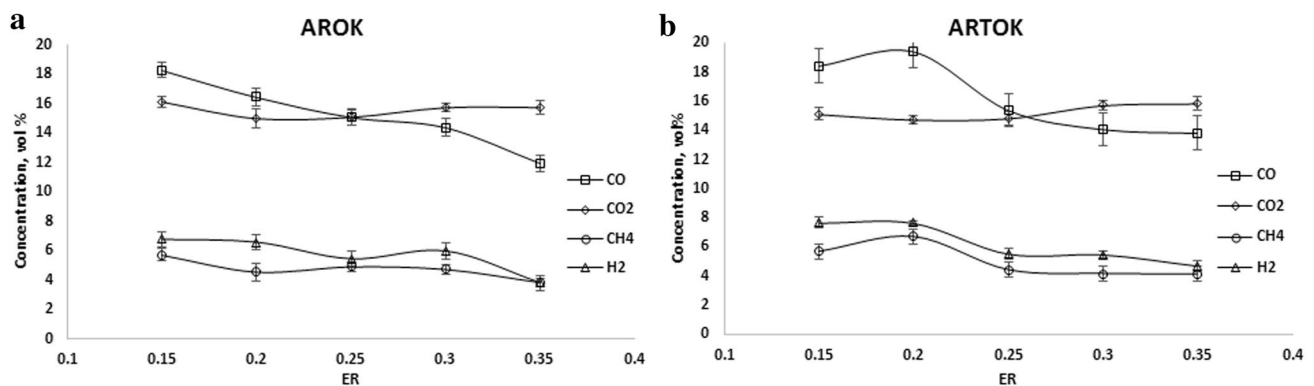 a
AROK
20
18
16
14
12
10
8
6
4
2
0
Concentration, vol %
0.1 0.15 0.2 0.25 0.3 0.35 0.4
ER
CO
CO2
CH4
H2
b
ARTOK
20
18
16
14
12
10
8
6
4
2
0
Concentration, vol%
0.1 0.15 0.2 0.25 0.3 0.35 0.4
ER
CO
CO2
CH4
H2